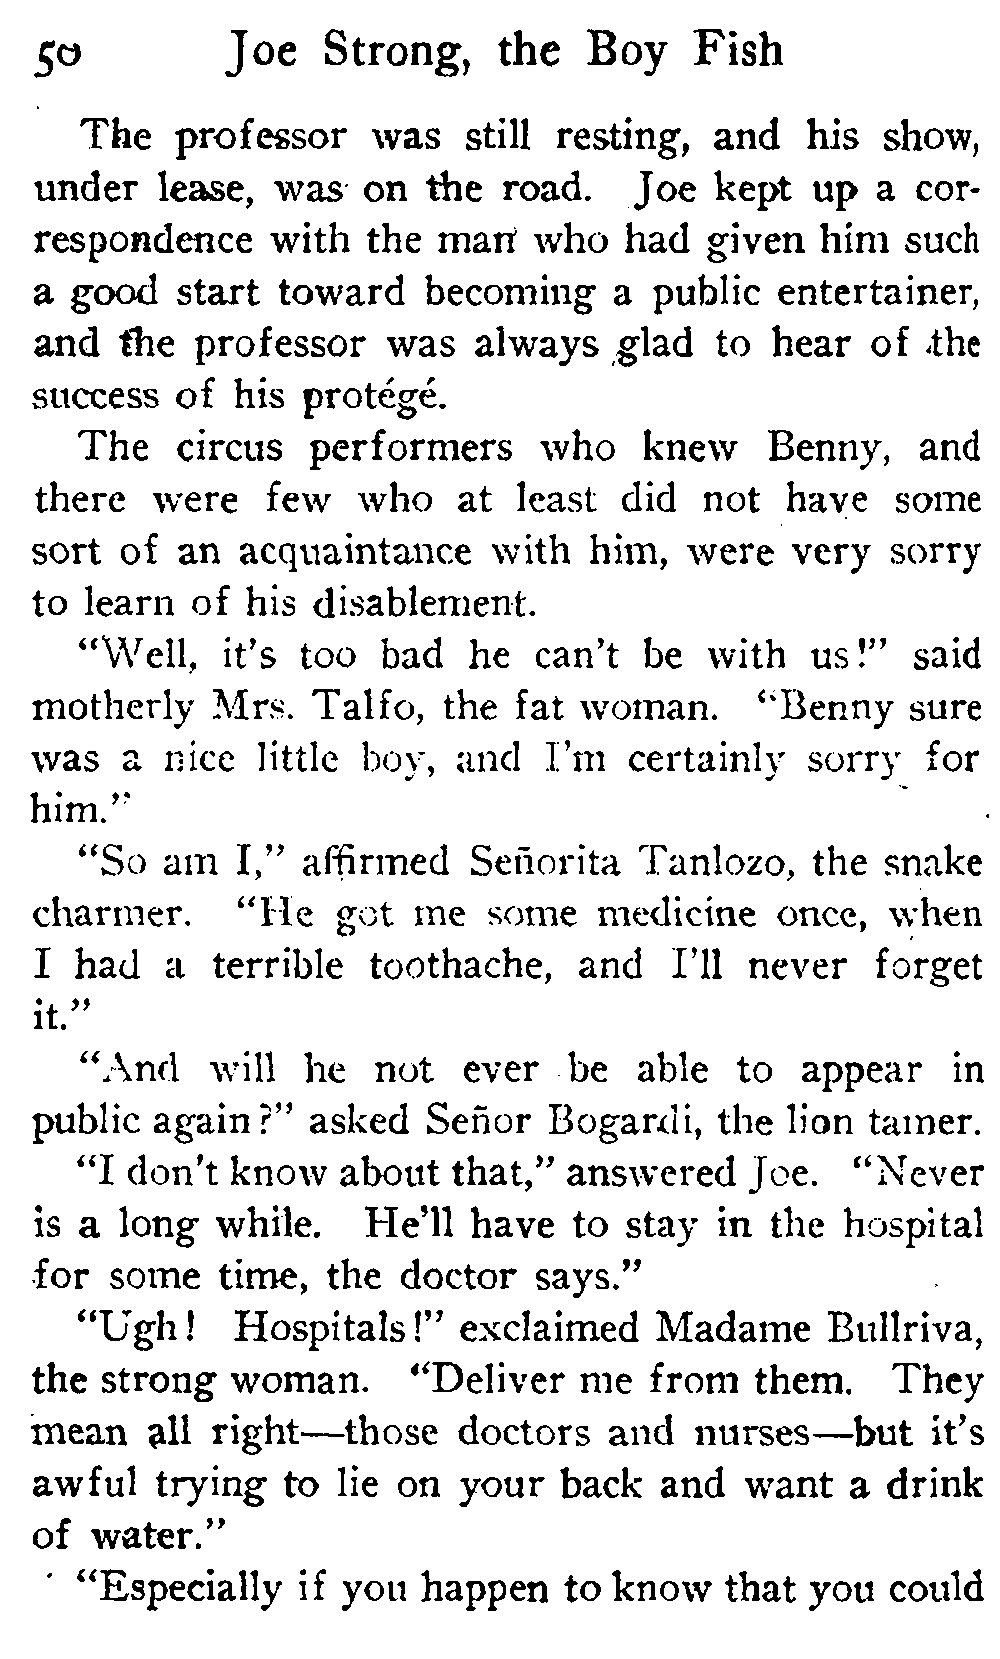 50 Joe Strong, the Boy Fish
The professor was still resting, and his show,
under lease, was on the road. Joe kept up a cor-
respondence with the man who had given him such
a good start toward becoming a public entertainer,
and the professor was always glad to hear of the
success of his protégé.
The circus performers who knew Benny, and
there were few who at least did not have some
sort of an acquaintance with him, were very sorry
to learn of his disablement.
“Well, it’s too bad he can’t be with us!” said
motherly Mrs. Talfo, the fat woman. “Benny sure
was a nice little boy, and I’m certainly sorry for
him.”
“So am I,” affirmed Señorita Tanlozo, the snake
charmer. “He got me some medicine once, when
I had a terrible toothache, and I’ll never forget
it.”
“And will he not ever be able to appear in
public again?” asked Señor Bogardi, the lion tamer.
“I don’t know about that,” answered Joe. “Never
is a long while. He’ll have to stay in the hospital
for some time, the doctor says.”
“Ugh! Hospitals!” exclaimed Madame Bullriva,
the strong woman. “Deliver me from them. They
mean all right—those doctors and nurses—but it’s
awful trying to lie on your back and want a drink
of water.”
“Especially if you happen to know that you could